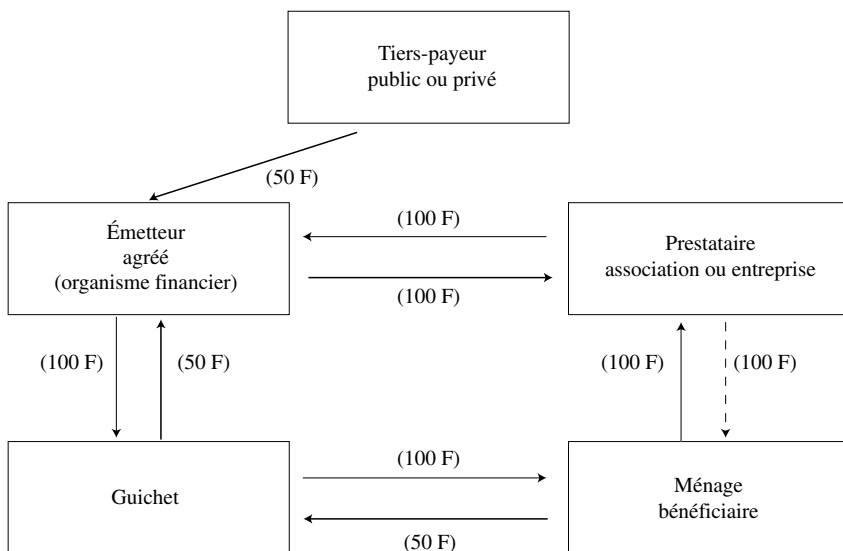 Tiers-payeur
public ou privé
(50 F)
Émetteur
agréé
(organisme financier)
(100 F)
(100 F)
Prestataire
association ou entreprise
(100 F)
(50 F)
(100 F)
(100 F)
Guichet
(100 F)
(50 F)
Ménage
bénéficiaire